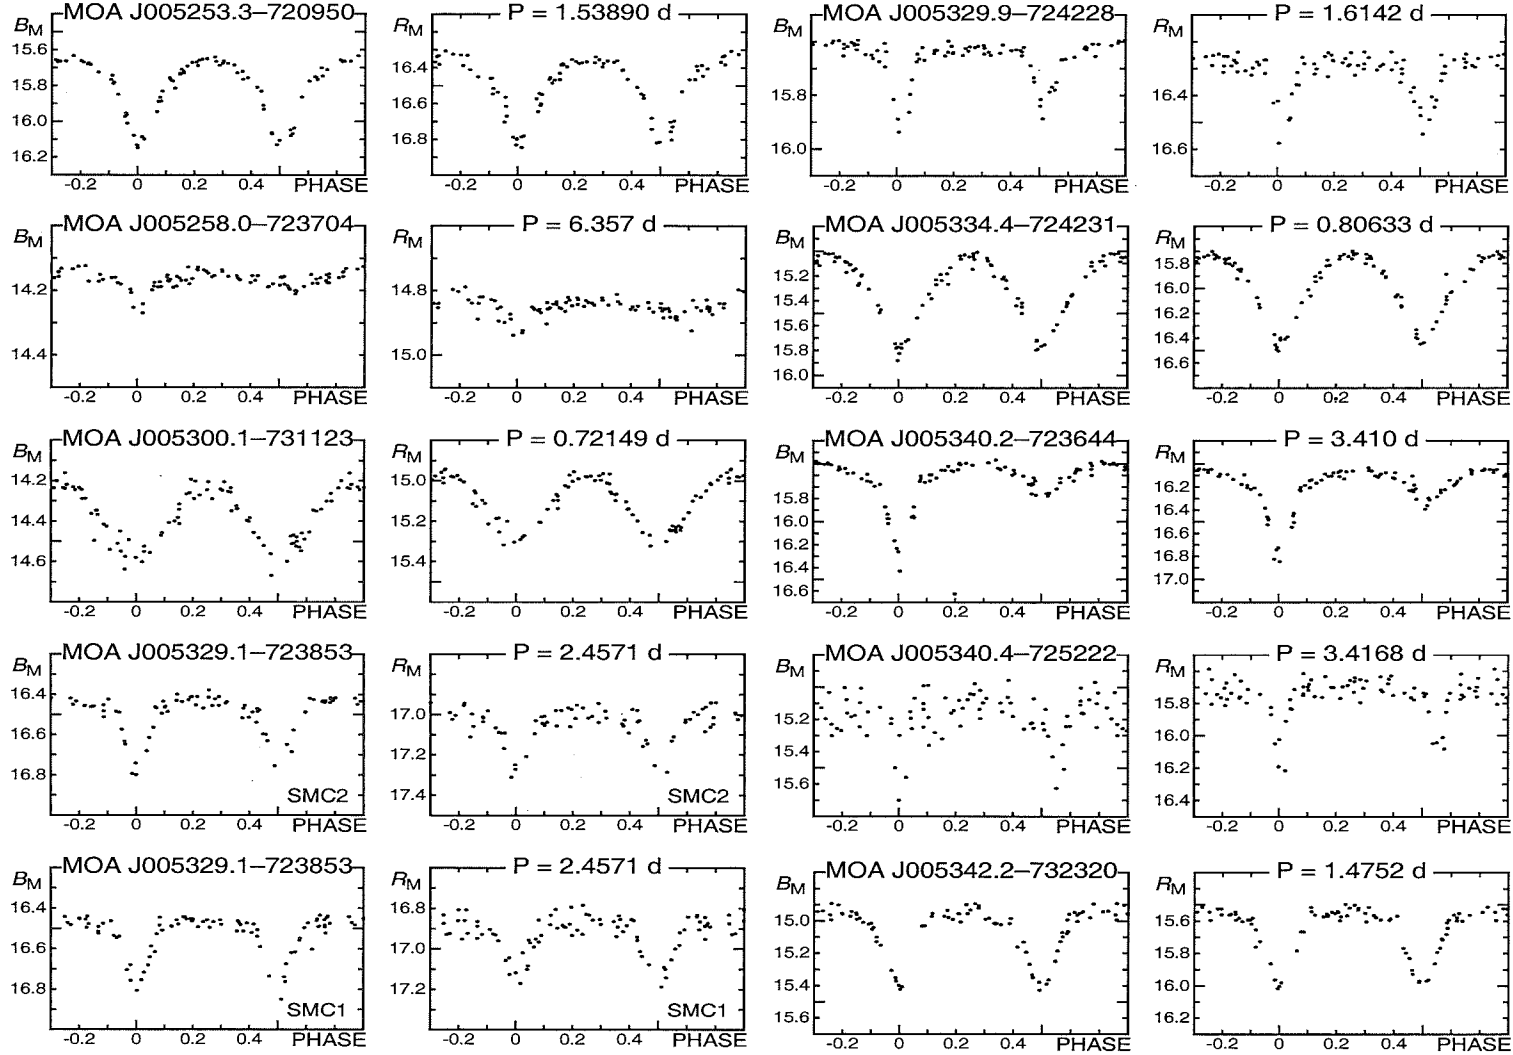 MOA J005253.3–720950
B_M
15.6
15.8
16.0
16.2
-0.2 0 0.2 0.4 PHASE
P = 1.53890 d
R_M
16.4
16.6
16.8
-0.2 0 0.2 0.4 PHASE
MOA J005329.9–724228
B_M
15.8
16.0
-0.2 0 0.2 0.4 PHASE
P = 1.6142 d
R_M
16.4
16.6
-0.2 0 0.2 0.4 PHASE
MOA J005258.0–723704
B_M
14.2
14.4
-0.2 0 0.2 0.4 PHASE
P = 6.357 d
R_M
14.8
15.0
-0.2 0 0.2 0.4 PHASE
MOA J005334.4–724231
B_M
15.2
15.4
15.6
15.8
16.0
-0.2 0 0.2 0.4 PHASE
P = 0.80633 d
R_M
15.8
16.0
16.2
16.4
16.6
-0.2 0 0.2 0.4 PHASE
MOA J005300.1–731123
B_M
14.2
14.4
14.6
-0.2 0 0.2 0.4 PHASE
P = 0.72149 d
R_M
15.0
15.2
15.4
-0.2 0 0.2 0.4 PHASE
MOA J005340.2–723644
B_M
15.8
16.0
16.2
16.4
16.6
-0.2 0 0.2 0.4 PHASE
P = 3.410 d
R_M
16.2
16.4
16.6
16.8
17.0
-0.2 0 0.2 0.4 PHASE
MOA J005329.1–723853
B_M
16.4
16.6
16.8
SMC2
-0.2 0 0.2 0.4 PHASE
P = 2.4571 d
R_M
17.0
17.2
17.4
SMC2
-0.2 0 0.2 0.4 PHASE
MOA J005340.4–725222
B_M
15.2
15.4
15.6
-0.2 0 0.2 0.4 PHASE
P = 3.4168 d
R_M
15.8
16.0
16.2
16.4
-0.2 0 0.2 0.4 PHASE
MOA J005329.1–723853
B_M
16.4
16.6
16.8
SMC1
-0.2 0 0.2 0.4 PHASE
P = 2.4571 d
R_M
16.8
17.0
17.2
SMC1
-0.2 0 0.2 0.4 PHASE
MOA J005342.2–732320
B_M
15.0
15.2
15.4
15.6
-0.2 0 0.2 0.4 PHASE
P = 1.4752 d
R_M
15.6
15.8
16.0
16.2
-0.2 0 0.2 0.4 PHASE